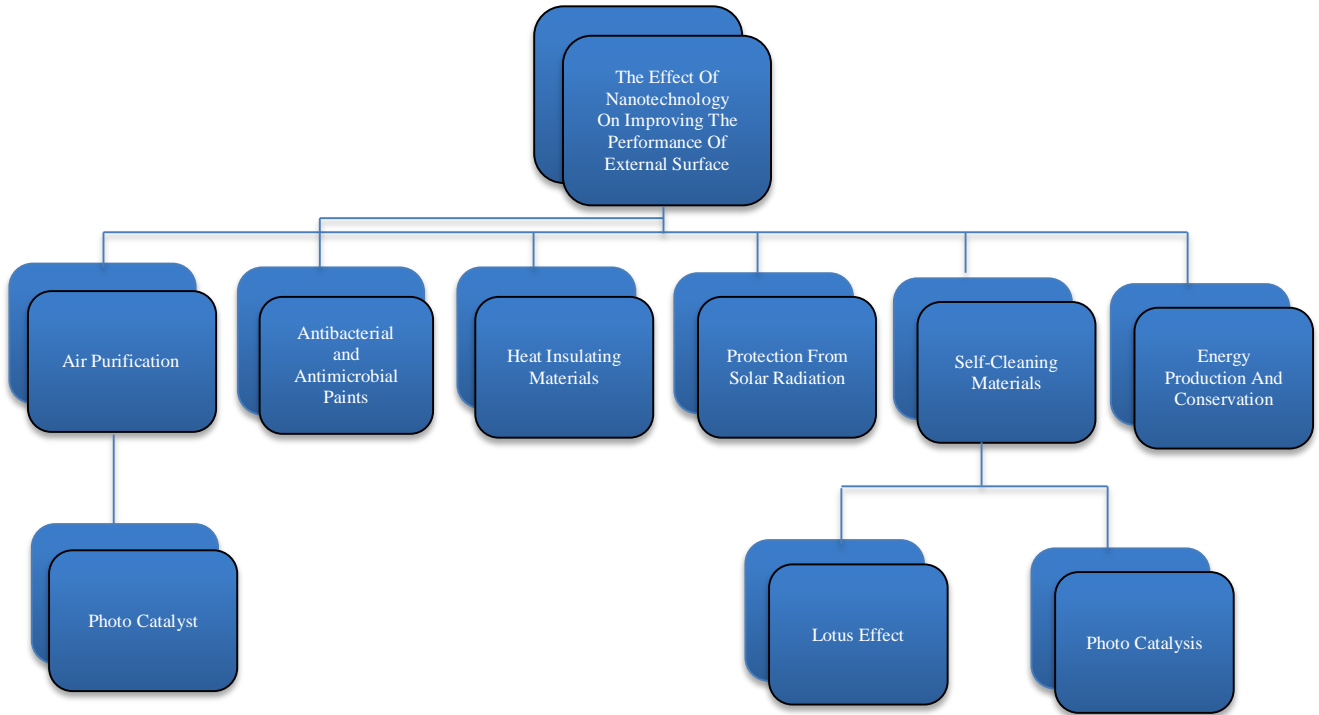 The Effect Of
Nanotechnology
On Improving The
Performance Of
External Surface
Air Purification
Antibacterial
and
Antimicrobial
Paints
Heat Insulating
Materials
Protection From
Solar Radiation
Self-Cleaning
Materials
Energy
Production And
Conservation
Photo Catalyst
Lotus Effect
Photo Catalysis